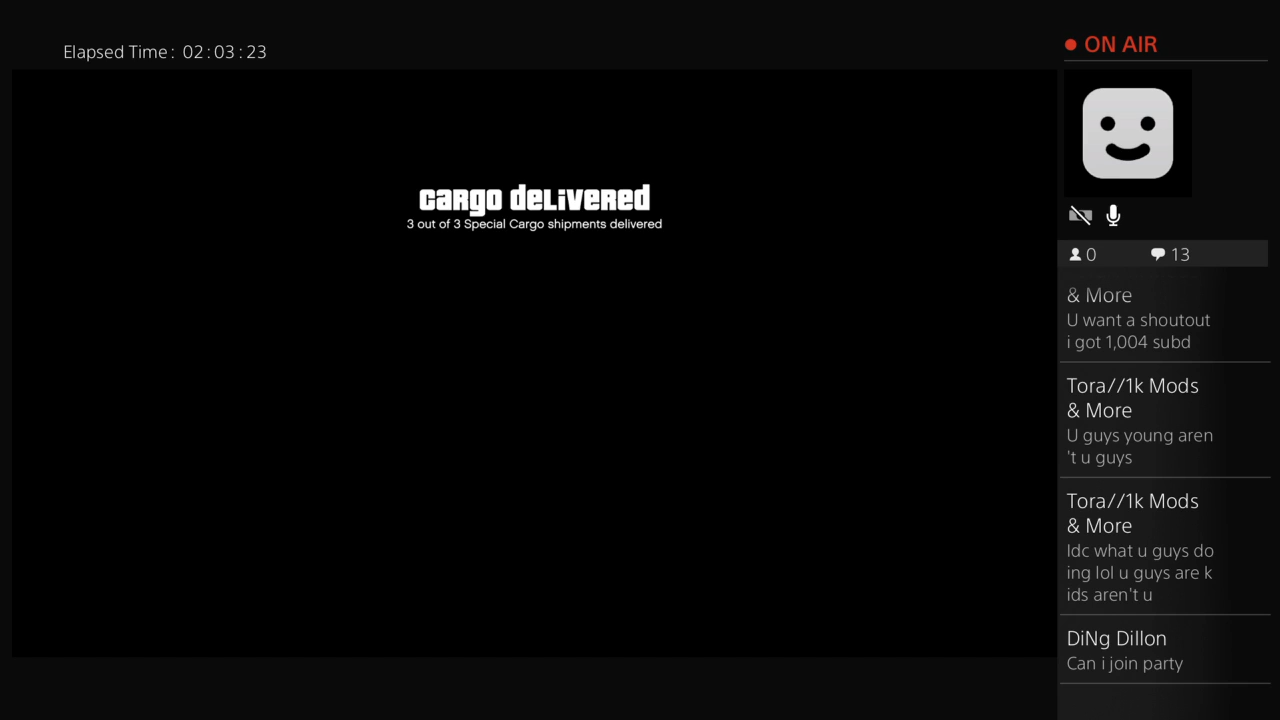 Elapsed Time: 02:03:23
ON AIR
cargo delivered
3 out of 3 Special Cargo shipments delivered
0
13
& More
U want a shoutout
i got 1,004 subd
Tora//1k Mods
& More
U guys young aren
't u guys
Tora//1k Mods
& More
Idc what u guys do
ing lol u guys are k
ids aren't u
DiNg Dillon
Can i join party